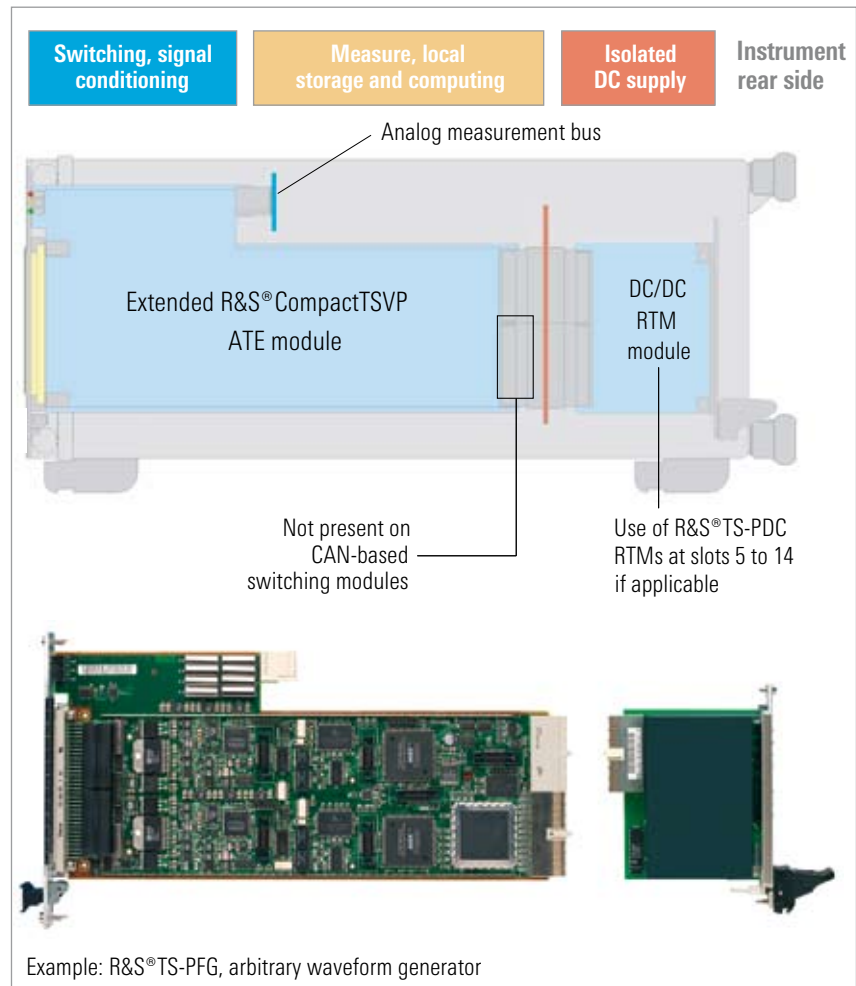 Switching, signal
conditioning
Measure, local
storage and computing
Isolated
DC supply
Instrument
rear side
Analog measurement bus
Extended R&S®CompactTSVP
ATE module
DC/DC
RTM
module
Not present on
CAN-based
switching modules
Use of R&S®TS-PDC
RTMs at slots 5 to 14
if applicable
Example: R&S®TS-PFG, arbitrary waveform generator